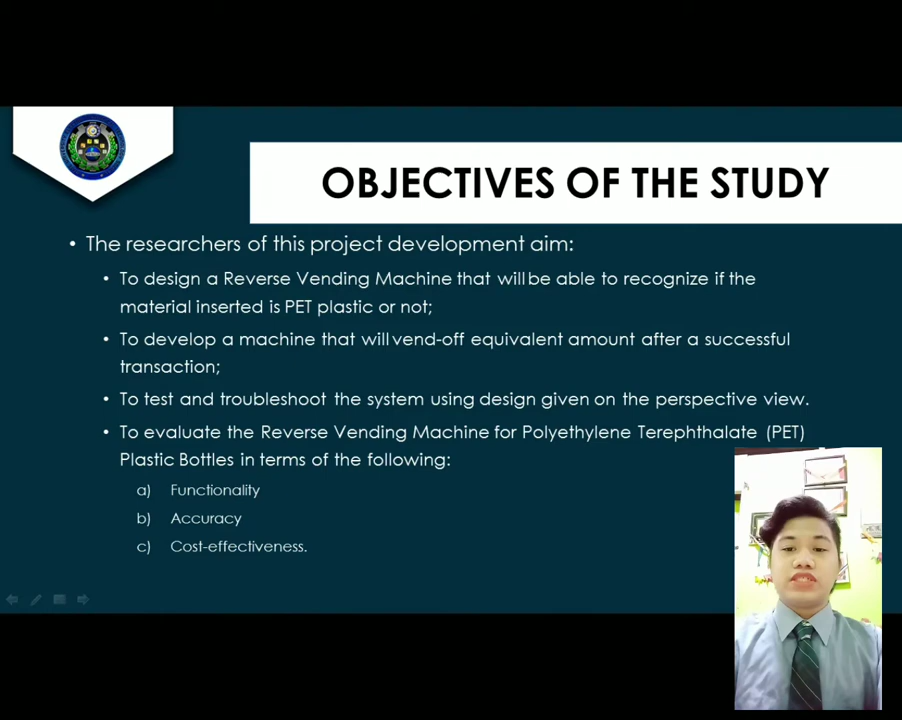 OBJECTIVES OF THE STUDY
• The researchers of this project development aim:
• To design a Reverse Vending Machine that will be able to recognize if the
material inserted is PET plastic or not;
• To develop a machine that will vend-off equivalent amount after a successful
transaction;
• To test and troubleshoot the system using design given on the perspective view.
• To evaluate the Reverse Vending Machine for Polyethylene Terephthalate (PET)
Plastic Bottles in terms of the following:
a) Functionality
b) Accuracy
c) Cost-effectiveness.